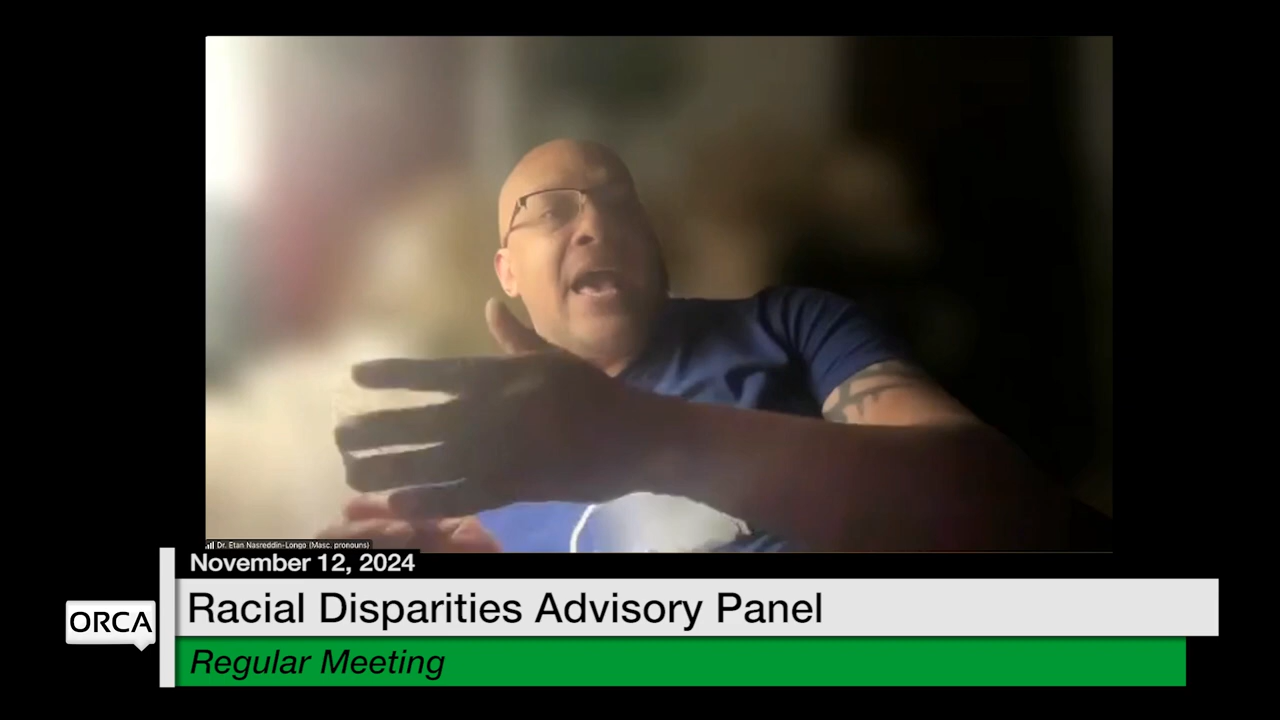 Dr. Etan Nasreddin-Longo (Masc. pronouns)
November 12, 2024
Racial Disparities Advisory Panel
ORCA
Regular Meeting